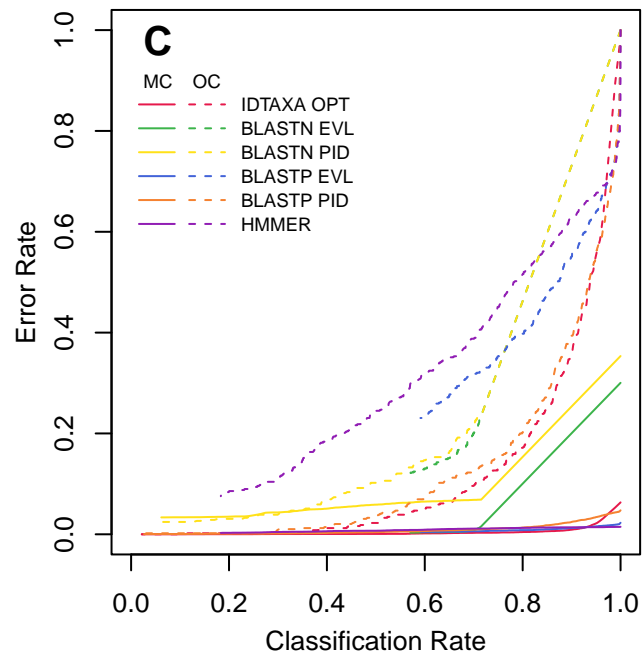 C
MC OC
IDTAXA OPT
BLASTN EVL
BLASTN PID
BLASTP EVL
BLASTP PID
HMMER
Error Rate
1.0
0.8
0.6
0.4
0.2
0.0
0.0 0.2 0.4 0.6 0.8 1.0
Classification Rate